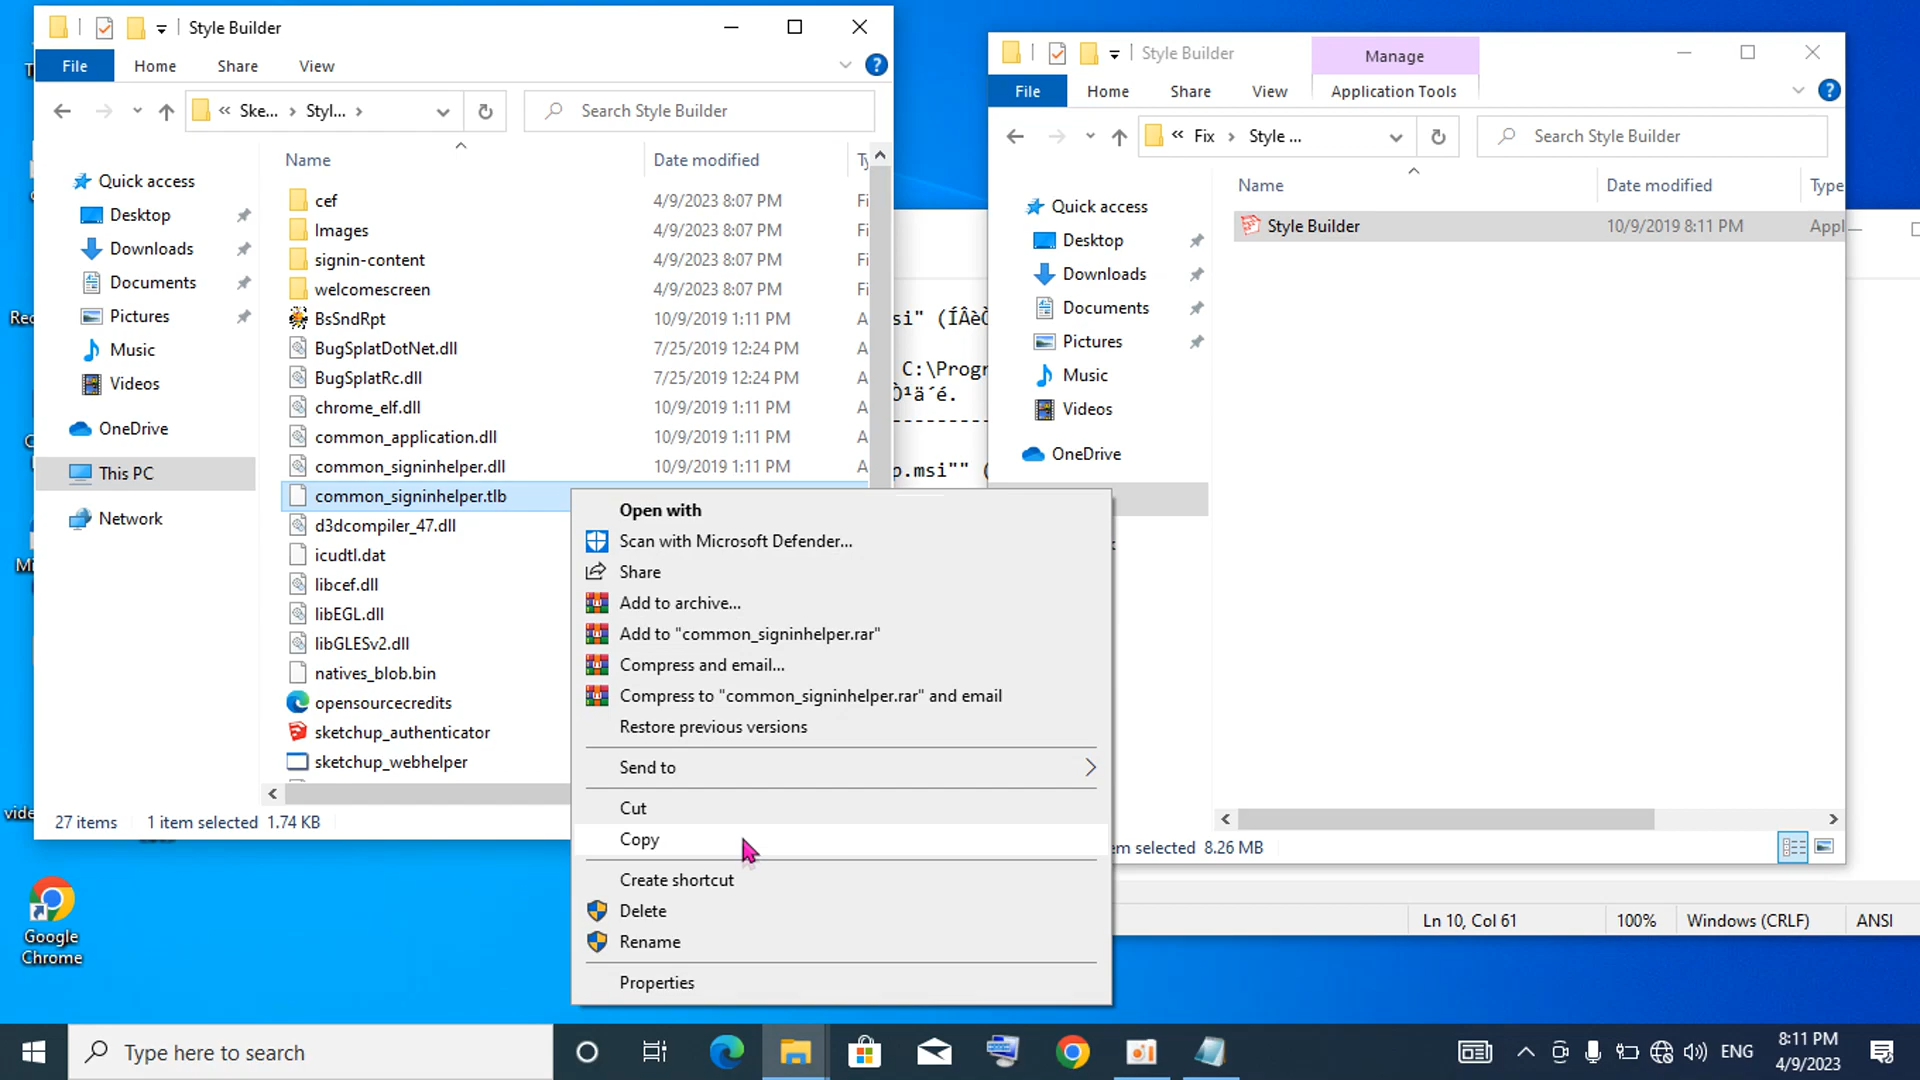 Style Builder
File
Home
Share
View
Ske...
Styl...
Search Style Builder
Name
Date modified
Quick access
Desktop
Downloads
Documents
Pictures
Music
Videos
OneDrive
This PC
Network
cef 4/9/2023 8:07 PM
Images 4/9/2023 8:07 PM
signin-content 4/9/2023 8:07 PM
welcomescreen 4/9/2023 8:07 PM
BsSndRpt 10/9/2019 1:11 PM
BugSplatDotNet.dll 7/25/2019 12:24 PM
BugSplatRc.dll 7/25/2019 12:24 PM
chrome_elf.dll 10/9/2019 1:11 PM
common_application.dll 10/9/2019 1:11 PM
common_signinhelper.dll 10/9/2019 1:11 PM
common_signinhelper.tlb
d3dcompiler_47.dll
icudtl.dat
libcef.dll
libEGL.dll
libGLESv2.dll
natives_blob.bin
opensourcecredits
sketchup_authenticator
sketchup_webhelper
27 items 1 item selected 1.74 KB
Open with
Scan with Microsoft Defender...
Share
Add to archive...
Add to "common_signinhelper.rar"
Compress and email...
Compress to "common_signinhelper.rar" and email
Restore previous versions
Send to
Cut
Copy
Create shortcut
Delete
Rename
Properties
C:\Progr
p.msi"" (
Style Builder
Manage
File
Home
Share
View
Application Tools
Fix
Style ...
Search Style Builder
Name
Date modified
Type
Quick access
Desktop
Downloads
Documents
Pictures
Music
Videos
OneDrive
Style Builder 10/9/2019 8:11 PM Appl
em selected 8.26 MB
Ln 10, Col 61
100%
Windows (CRLF)
ANSI
Google
Chrome
Type here to search
ENG
8:11 PM
4/9/2023